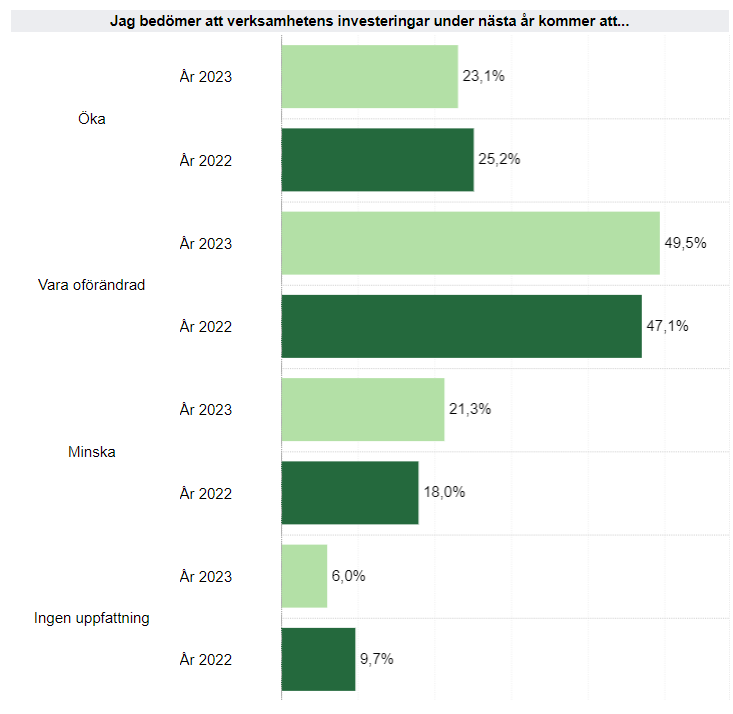 Jag bedömer att verksamhetens investeringar under nästa år kommer att...
År 2023
23,1%
Öka
År 2022
25,2%
År 2023
49,5%
Vara oförändrad
År 2022
47,1%
År 2023
21,3%
Minska
År 2022
18,0%
År 2023
6,0%
Ingen uppfattning
År 2022
9,7%